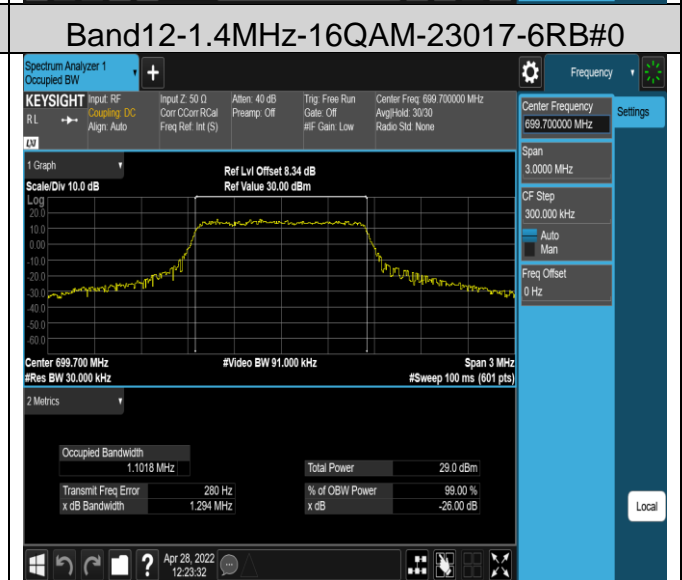 Band12-1.4MHz-16QAM-23017-6RB#0
Spectrum Analyzer 1
Occupied BW
+
Frequency
KEYSIGHT
RL
Input: RF
Coupling: DC
Align: Auto
Input Z: 50 Ω
Corr CCorr RCal
Freq Ref: Int (S)
Atten: 40 dB
Preamp: Off
Trig: Free Run
Gate: Off
#IF Gain: Low
Center Freq: 699.700000 MHz
Avg|Hold: 30/30
Radio Std: None
LXI
Center Frequency
699.700000 MHz
Settings
Span
3.0000 MHz
CF Step
300.000 kHz
Auto
Man
Freq Offset
0 Hz
1 Graph
Scale/Div 10.0 dB
Ref Lvl Offset 8.34 dB
Ref Value 30.00 dBm
Log
20.0
10.0
0.00
-10.0
-20.0
-30.0
-40.0
-50.0
-60.0
Center 699.700 MHz
#Video BW 91.000 kHz
Span 3 MHz
#Res BW 30.000 kHz
#Sweep 100 ms (601 pts)
2 Metrics
Occupied Bandwidth
1.1018 MHz
Total Power 29.0 dBm
Transmit Freq Error 280 Hz
% of OBW Power 99.00 %
x dB Bandwidth 1.294 MHz
x dB -26.00 dB
Local
?
Apr 28, 2022
12:23:32